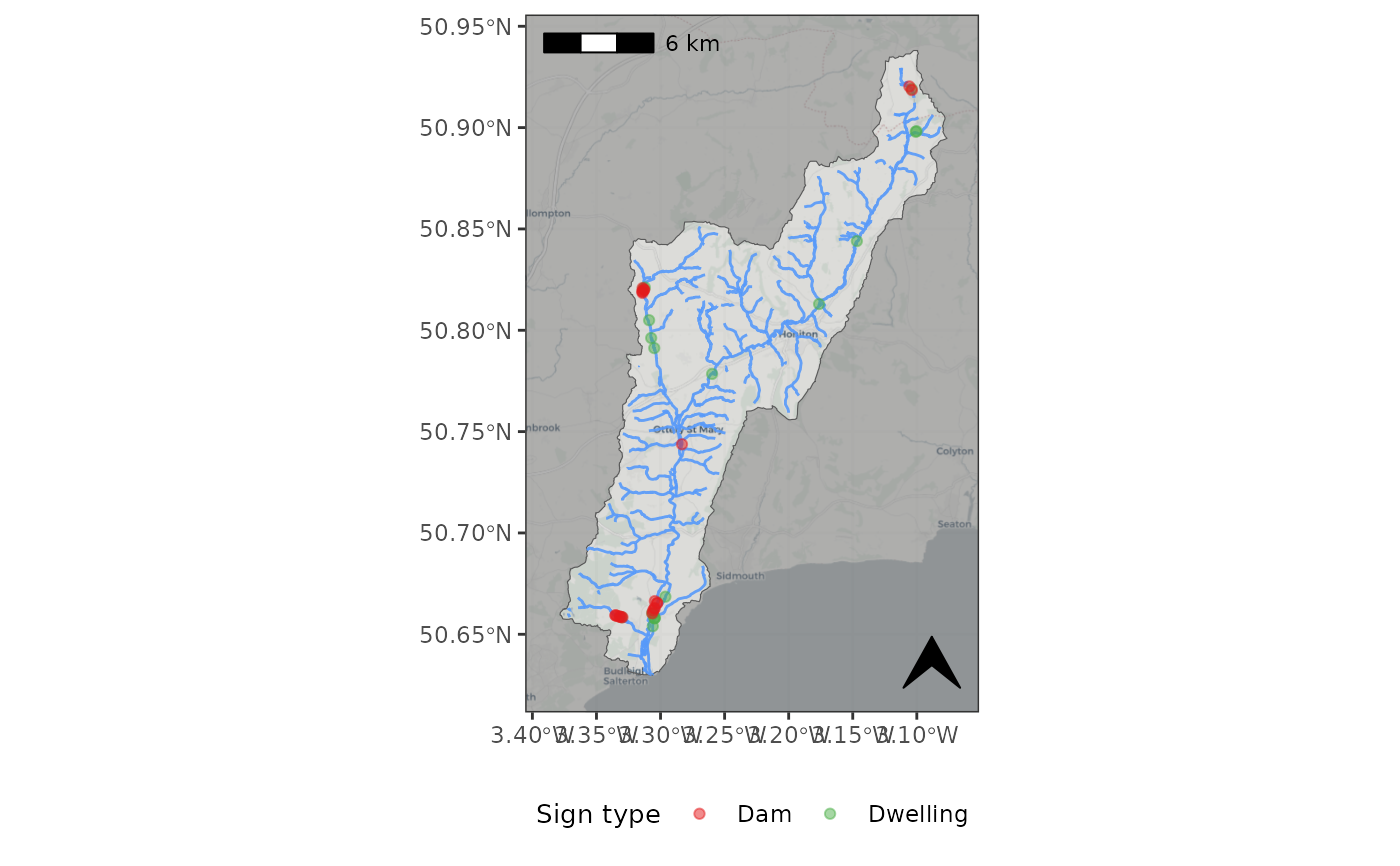 50.95°N
6 km
50.90°N
50.85°N
llompton
50.80°N
Honiton
50.75°N
nbrook
Ottery St Mary
Colyton
50.70°N
Seaton
Sidmouth
50.65°N
Budleigh
Salterton
th
3.40°W 3.35°W 3.30°W 3.25°W 3.20°W 3.15°W 3.10°W
Sign type Dam Dwelling